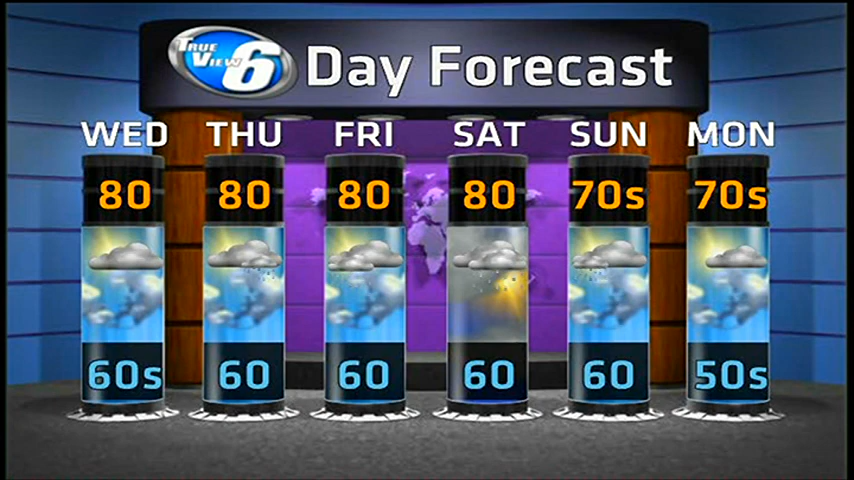 TRUE VIEW 6 Day Forecast
WED THU FRI SAT SUN MON
80 80 80 80 70s 70s
60s 60 60 60 60 50s